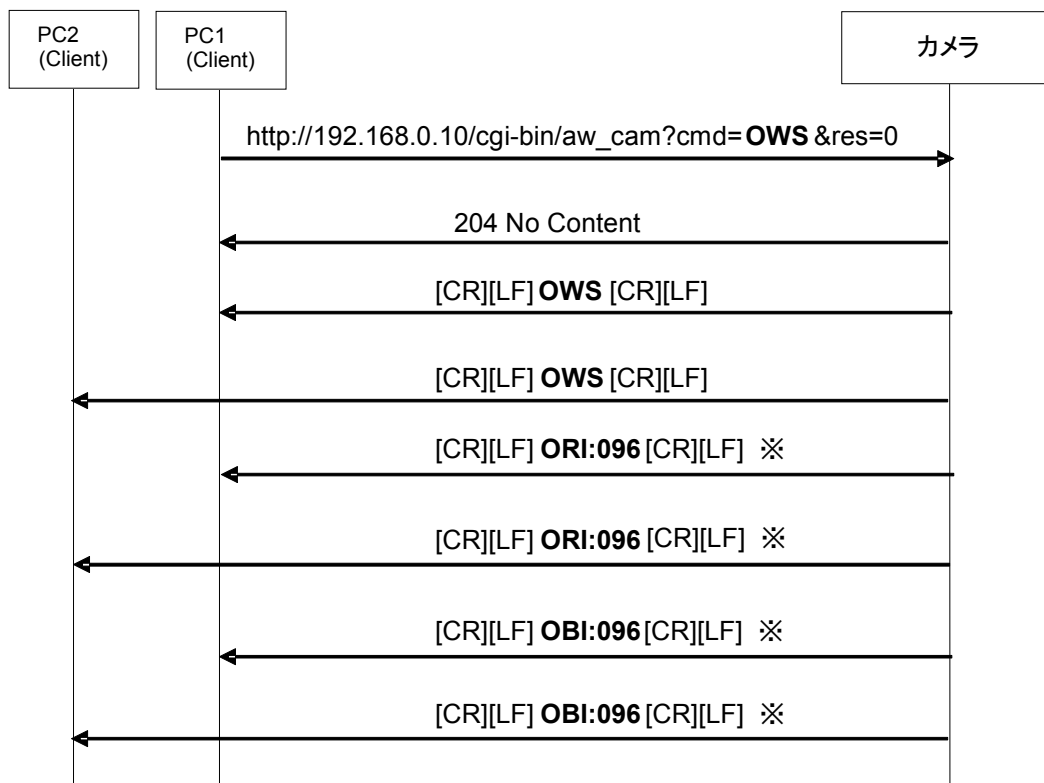 PC2
(Client)
PC1
(Client)
カメラ
http://192.168.0.10/cgi-bin/aw_cam?cmd=OWS &res=0
204 No Content
[CR][LF] OWS [CR][LF]
[CR][LF] OWS [CR][LF]
[CR][LF] ORI:096 [CR][LF] ※
[CR][LF] ORI:096 [CR][LF] ※
[CR][LF] OBI:096 [CR][LF] ※
[CR][LF] OBI:096 [CR][LF] ※